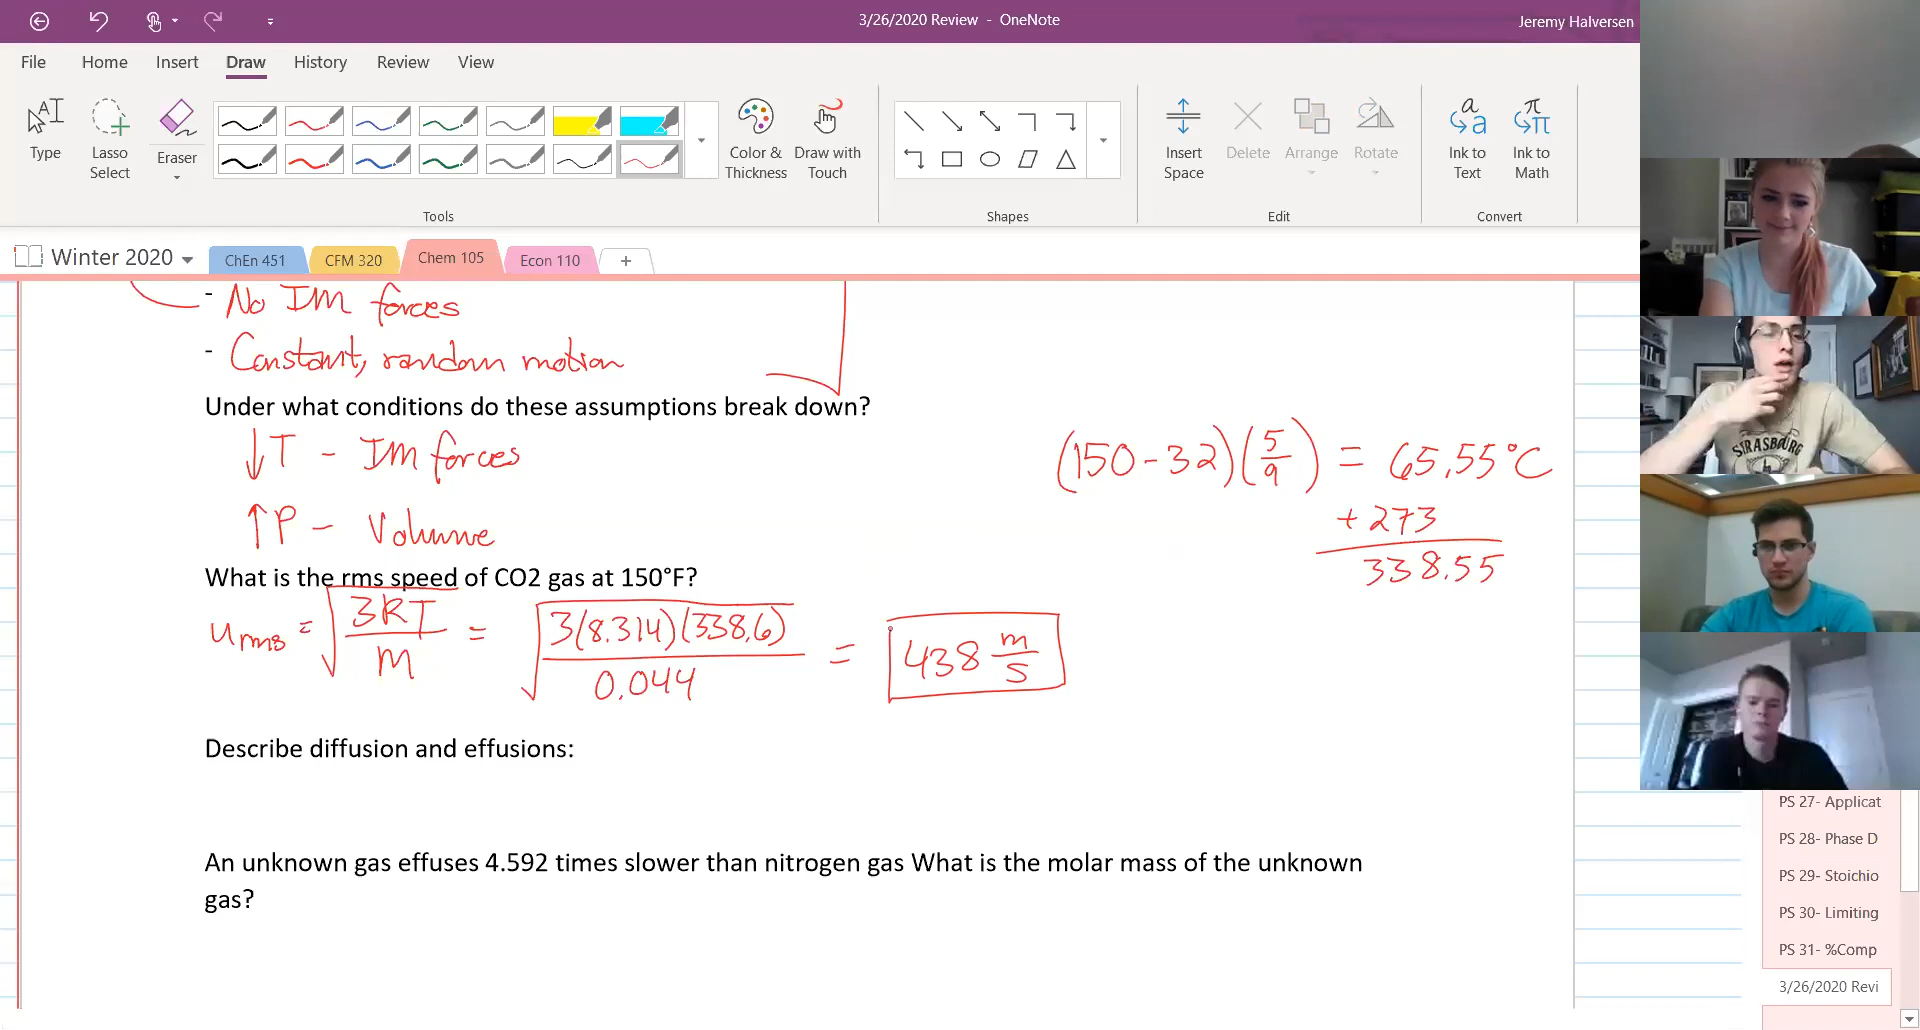 3/26/2020 Review - OneNote
Jeremy Halversen
File Home Insert Draw History Review View
Type
Lasso Select
Eraser
Color & Thickness
Draw with Touch
Insert Space
Delete
Arrange
Rotate
Ink to Text
Ink to Math
Tools
Shapes
Edit
Convert
Winter 2020
ChEn 451
CFM 320
Chem 105
Econ 110
+
- No IM forces
- Constant, random motion
Under what conditions do these assumptions break down?
↓T - IM forces
↑P - Volume
(150-32)(5/9) = 65.55°C
+273
338.55
What is the rms speed of CO2 gas at 150°F?
urms = √(3RT/M) = √(3(8.314)(338.6)/0.044) = 438 m/s
Describe diffusion and effusions:
An unknown gas effuses 4.592 times slower than nitrogen gas What is the molar mass of the unknown
gas?
STRASBOURG
PS 27- Applicat
PS 28- Phase D
PS 29- Stoichio
PS 30- Limiting
PS 31- %Comp
3/26/2020 Revi